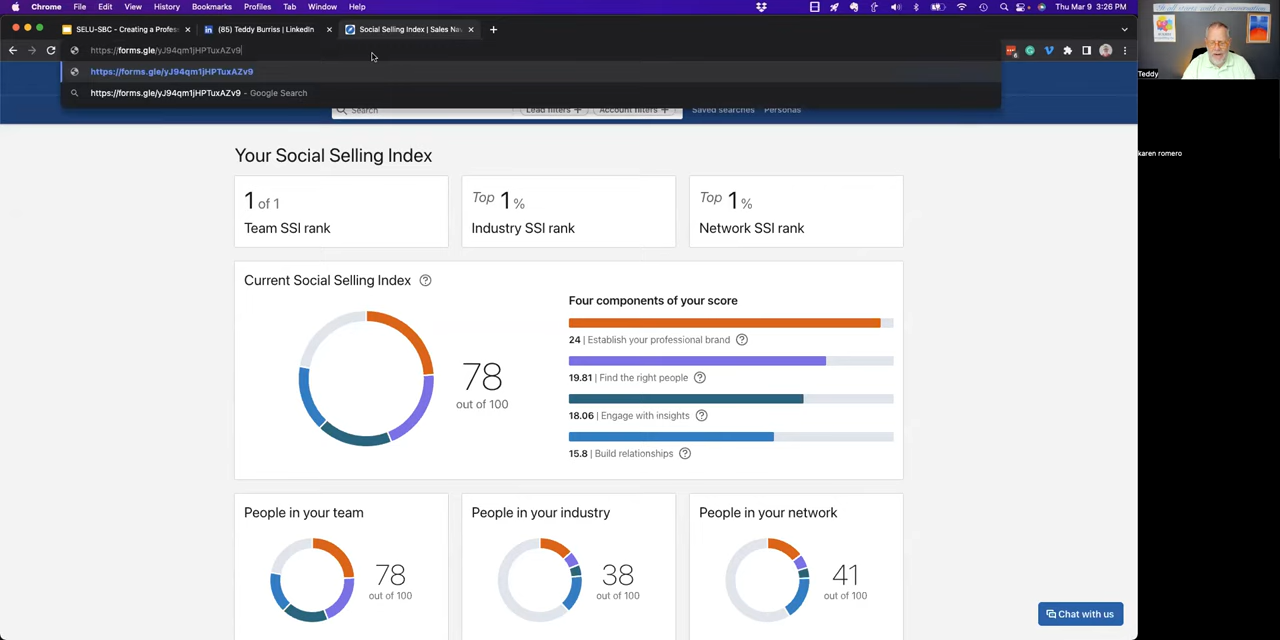 Chrome File Edit View History Bookmarks Profiles Tab Window Help Thu Mar 9 3:26 PM
SELU-SBC - Creating a Profes × (85) Teddy Burriss | LinkedIn × Social Selling Index | Sales Nav × +
https://forms.gle/yJ94qm1jHPTuxAZv9
https://forms.gle/yJ94qm1jHPTuxAZv9
https://forms.gle/yJ94qm1jHPTuxAZv9 - Google Search
Search Lead filters + Account filters + Saved searches Personas
Your Social Selling Index
1 of 1
Team SSI rank
Top 1 %
Industry SSI rank
Top 1 %
Network SSI rank
Current Social Selling Index
78
out of 100
Four components of your score
24 | Establish your professional brand
19.81 | Find the right people
18.06 | Engage with insights
15.8 | Build relationships
People in your team
78
out of 100
People in your industry
38
out of 100
People in your network
41
out of 100
Chat with us
Teddy
karen romero